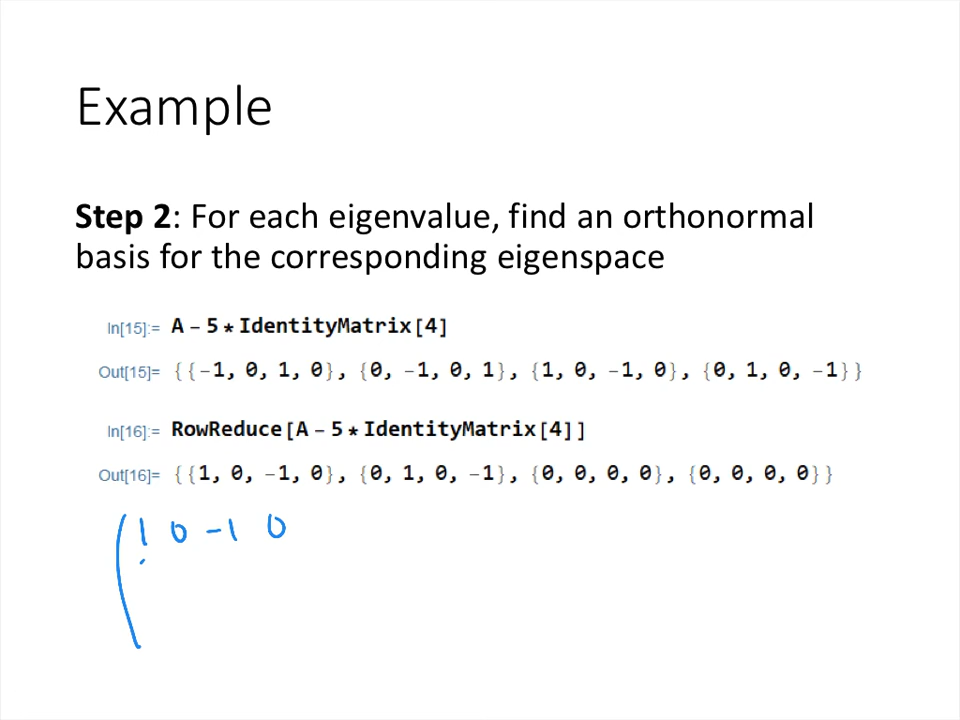 Example
Step 2: For each eigenvalue, find an orthonormal
basis for the corresponding eigenspace
In[15]:= A - 5 * IdentityMatrix[4]
Out[15]= {{-1, 0, 1, 0}, {0, -1, 0, 1}, {1, 0, -1, 0}, {0, 1, 0, -1}}
In[16]:= RowReduce[A - 5 * IdentityMatrix[4]]
Out[16]= {{1, 0, -1, 0}, {0, 1, 0, -1}, {0, 0, 0, 0}, {0, 0, 0, 0}}
( 1 0 -1 0